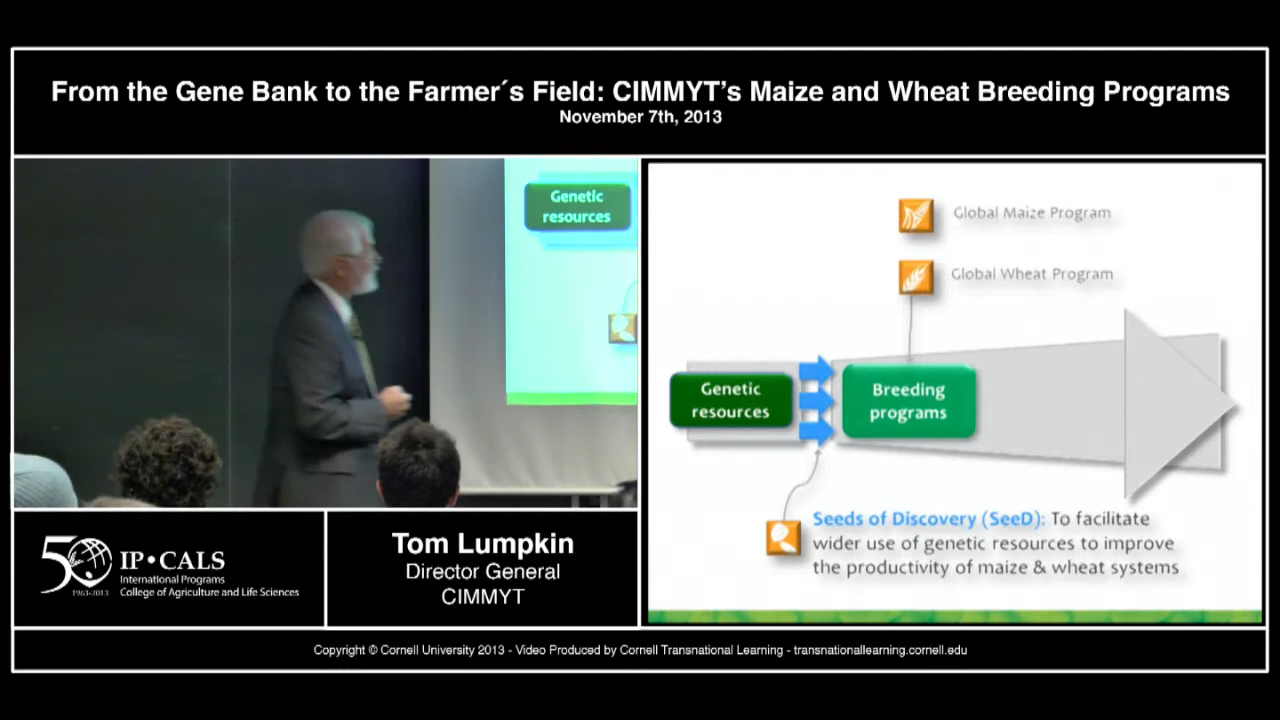 From the Gene Bank to the Farmer´s Field: CIMMYT's Maize and Wheat Breeding Programs
November 7th, 2013
Genetic
resources
Global Maize Program
Global Wheat Program
Genetic
resources
Breeding
programs
Seeds of Discovery (SeeD): To facilitate
wider use of genetic resources to improve
the productivity of maize & wheat systems
50
1963-2013
IP•CALS
International Programs
College of Agriculture and Life Sciences
Tom Lumpkin
Director General
CIMMYT
Copyright © Cornell University 2013 - Video Produced by Cornell Transnational Learning - transnationallearning.cornell.edu